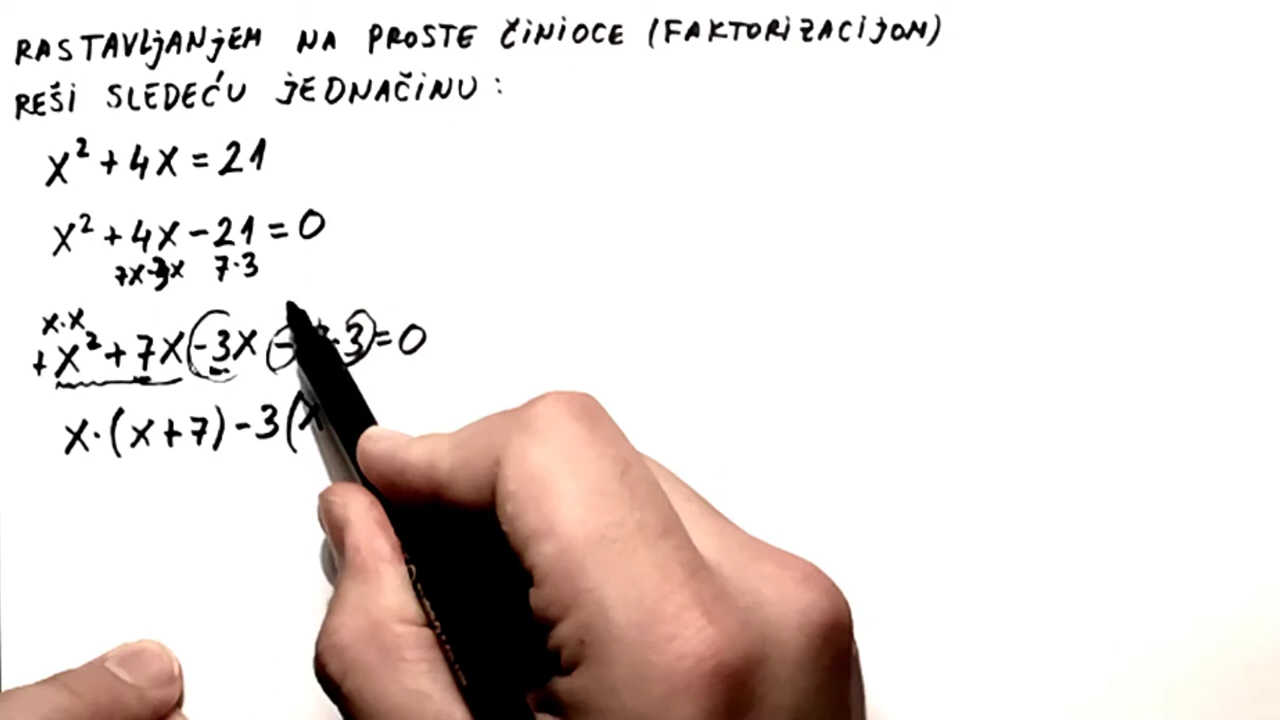 RASTAVLjANjEM NA PROSTE ČINIOCE (FAKTORIZACIJOM)
REŠI SLEDEĆU JEDNAČINU:
x² + 4x = 21
x² + 4x - 21 = 0
7x-3x 7·3
x·x
+x² + 7x - 3x - ·3 = 0
x·(x+7) - 3(x